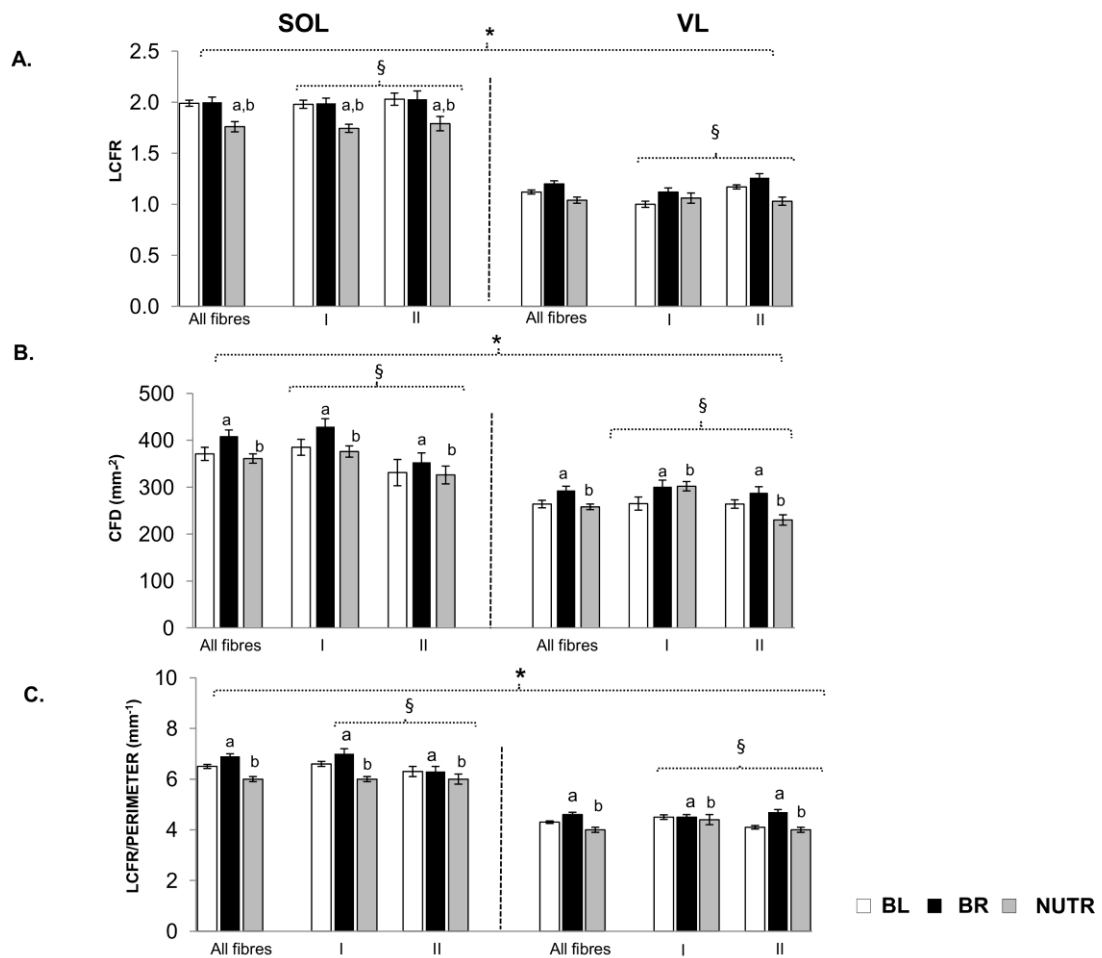 SOL VL
A.
*
§
§
2.5
2.0
1.5
1.0
0.5
0.0
LCFR
a,b a,b a,b
All fibres I II All fibres I II
B.
*
§
§
500
400
300
200
100
0
CFD (mm-²)
a a a a a a
b b b b b b
All fibres I II All fibres I II
C.
*
§
§
10
8
6
4
2
0
LCFR/PERIMETER (mm⁻¹)
a a a a a a
b b b b b b
All fibres I II All fibres I II
BL BR NUTR